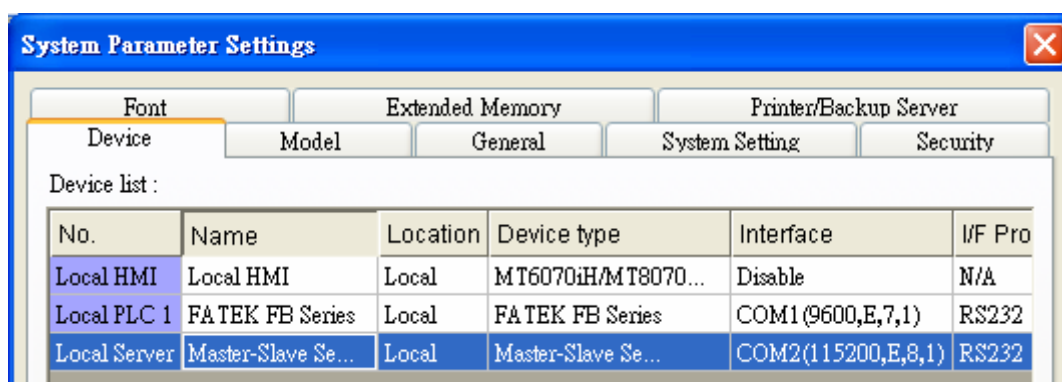 System Parameter Settings
Font Extended Memory Printer/Backup Server
Device Model General System Setting Security
Device list :
No. Name Location Device type Interface I/F Pro
Local HMI Local HMI Local MT6070iH/MT8070... Disable N/A
Local PLC 1 FATEK FB Series Local FATEK FB Series COM1(9600,E,7,1) RS232
Local Server Master-Slave Se... Local Master-Slave Se... COM2(115200,E,8,1) RS232